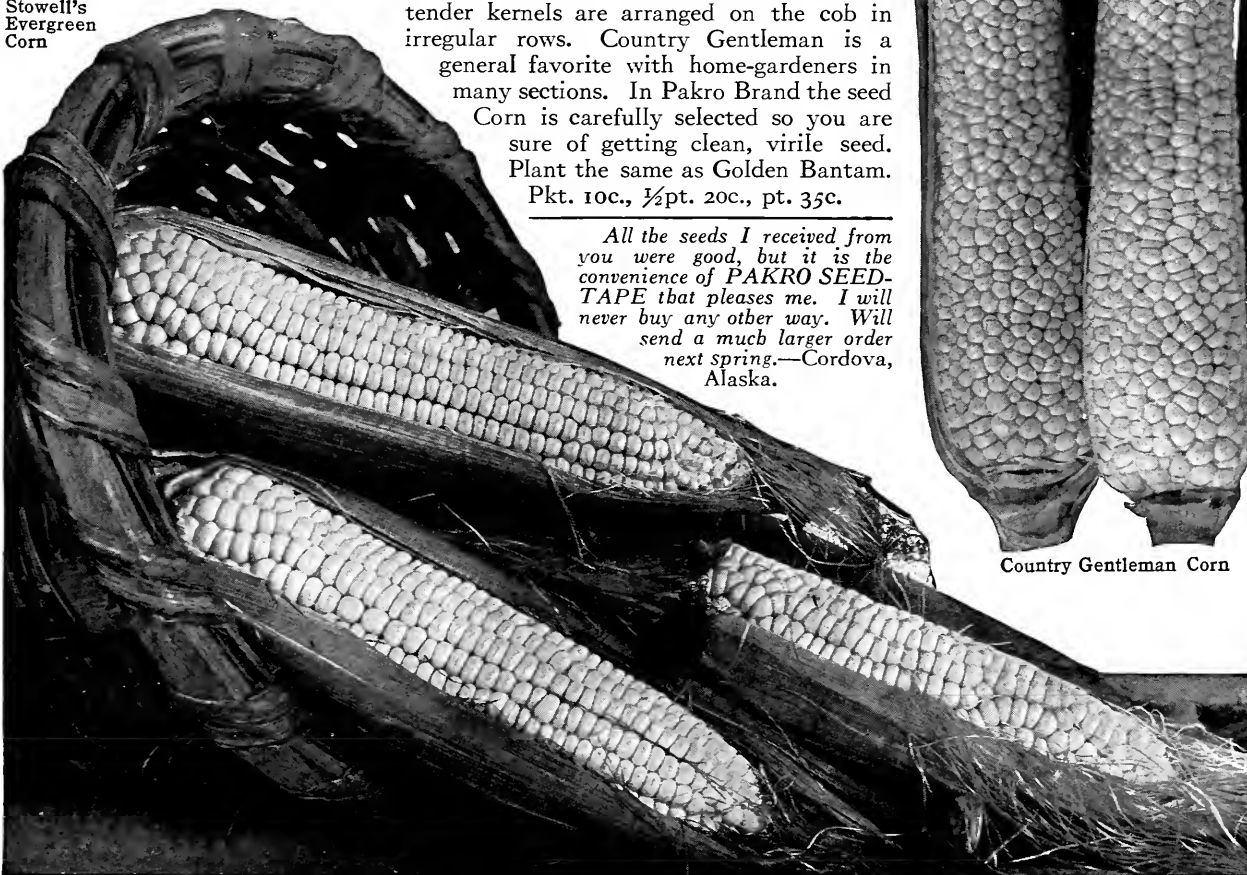 Stowell's
Evergreen
Corn
tender kernels are arranged on the cob in
irregular rows. Country Gentleman is a
general favorite with home-gardeners in
many sections. In Pakro Brand the seed
Corn is carefully selected so you are
sure of getting clean, virile seed.
Plant the same as Golden Bantam.
Pkt. 10c., ½pt. 20c., pt. 35c.
All the seeds I received from
you were good, but it is the
convenience of PAKRO SEED-
TAPE that pleases me. I will
never buy any other way. Will
send a much larger order
next spring.—Cordova,
Alaska.
Country Gentleman Corn